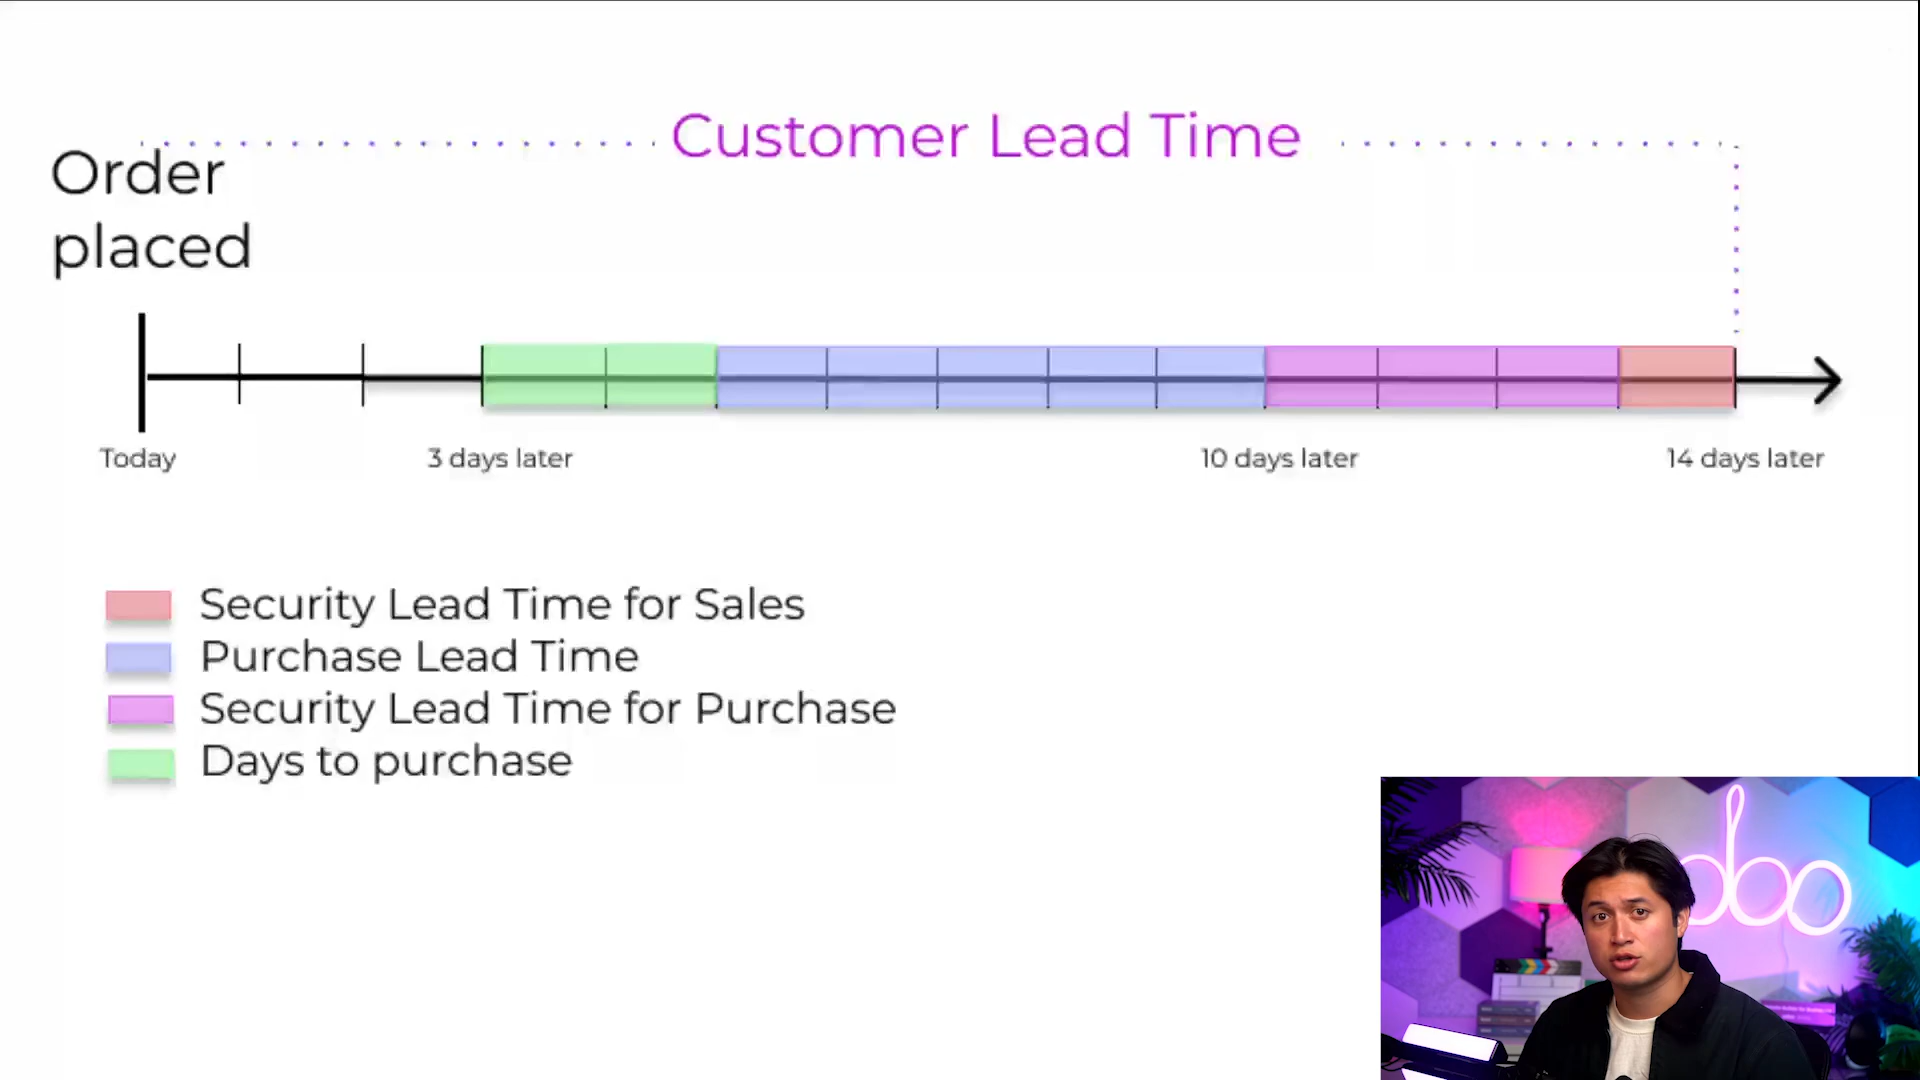 Customer Lead Time
Order
placed
Today
3 days later
10 days later
14 days later
Security Lead Time for Sales
Purchase Lead Time
Security Lead Time for Purchase
Days to purchase
odoo